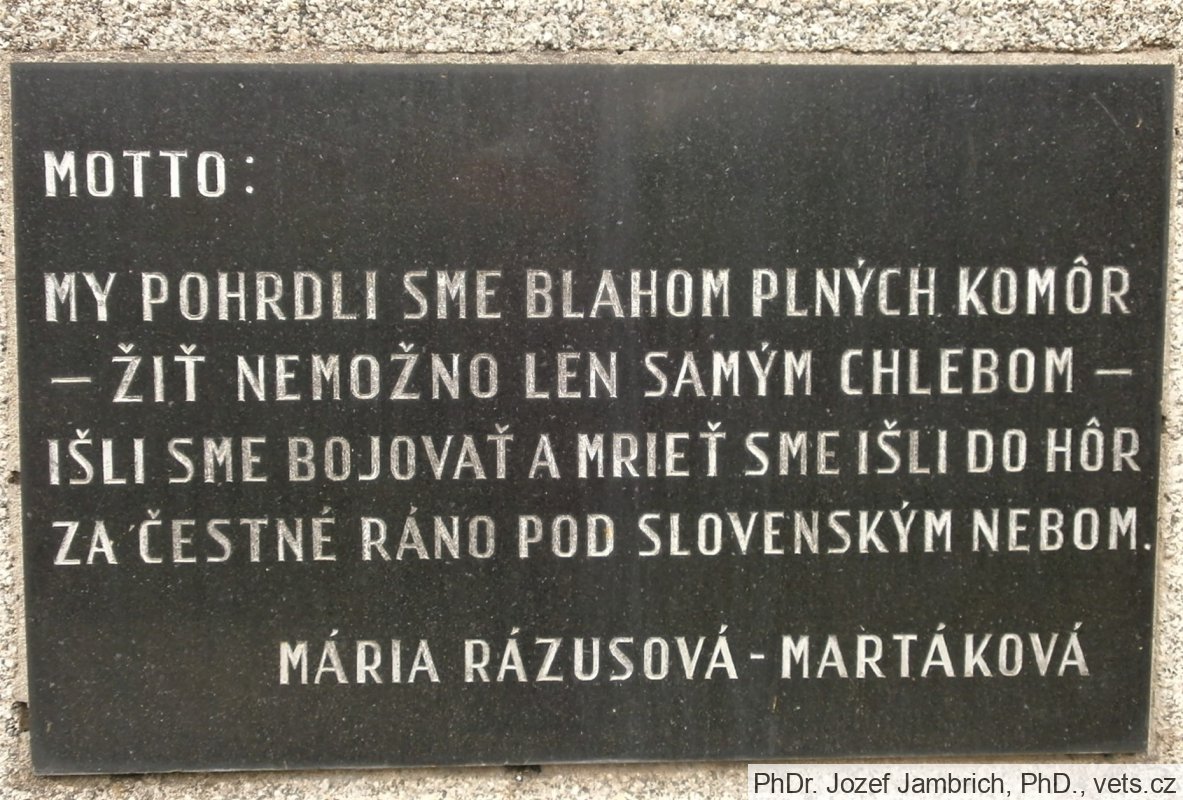 MOTTO:
MY POHRDLI SME BLAHOM PLNÝCH KOMÔR
– ŽIŤ NEMOŽNO LEN SAMÝM CHLEBOM –
IŠLI SME BOJOVAŤ A MRIEŤ SME IŠLI DO HÔR
ZA ČESTNÉ RÁNO POD SLOVENSKÝM NEBOM.
MÁRIA RÁZUSOVÁ - MARTÁKOVÁ
PhDr. Jozef Jambrich, PhD., vets.cz